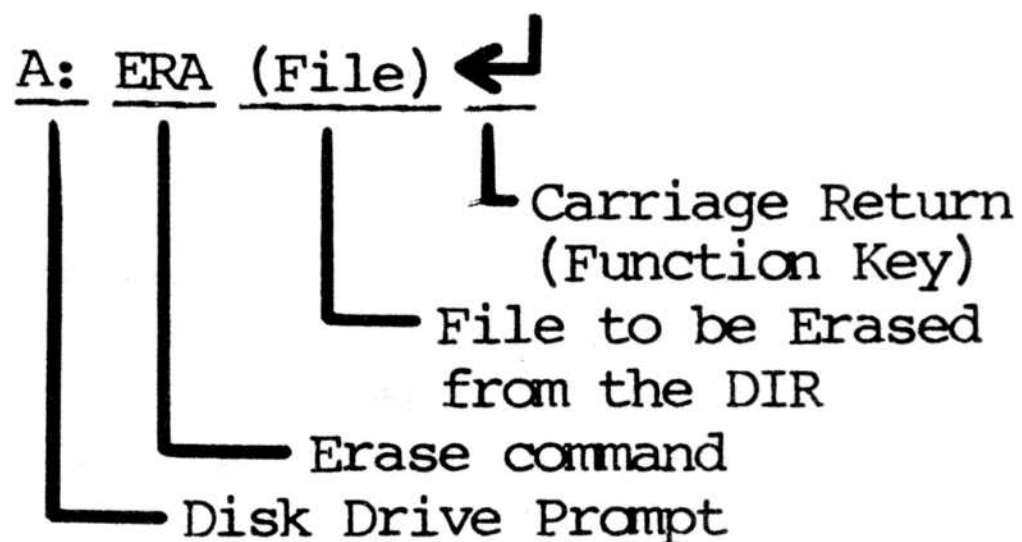 A: ERA (File)
Carriage Return
(Function Key)
File to be Erased
from the DIR
Erase command
Disk Drive Prompt